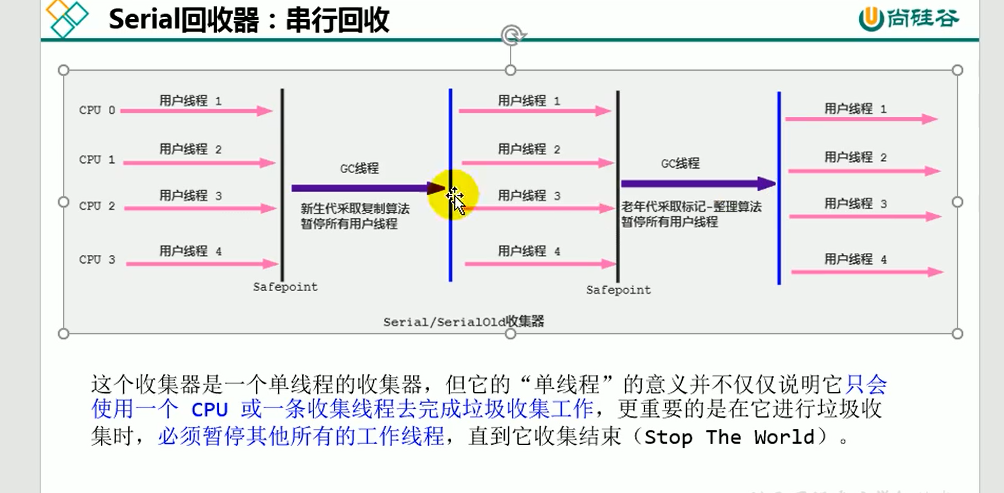 Serial回收器：串行回收
尚硅谷
CPU 0 用户线程 1 用户线程 1 用户线程 1
CPU 1 用户线程 2 GC线程 用户线程 2 GC线程 用户线程 2
CPU 2 用户线程 3 用户线程 3 用户线程 3
新生代采取复制算法
暂停所有用户线程
老年代采取标记-整理算法
暂停所有用户线程
CPU 3 用户线程 4 用户线程 4 用户线程 4
Safepoint Safepoint
Serial/SerialOld收集器
这个收集器是一个单线程的收集器，但它的“单线程”的意义并不仅仅说明它只会
使用一个 CPU 或一条收集线程去完成垃圾收集工作，更重要的是在它进行垃圾收
集时，必须暂停其他所有的工作线程，直到它收集结束（Stop The World）。